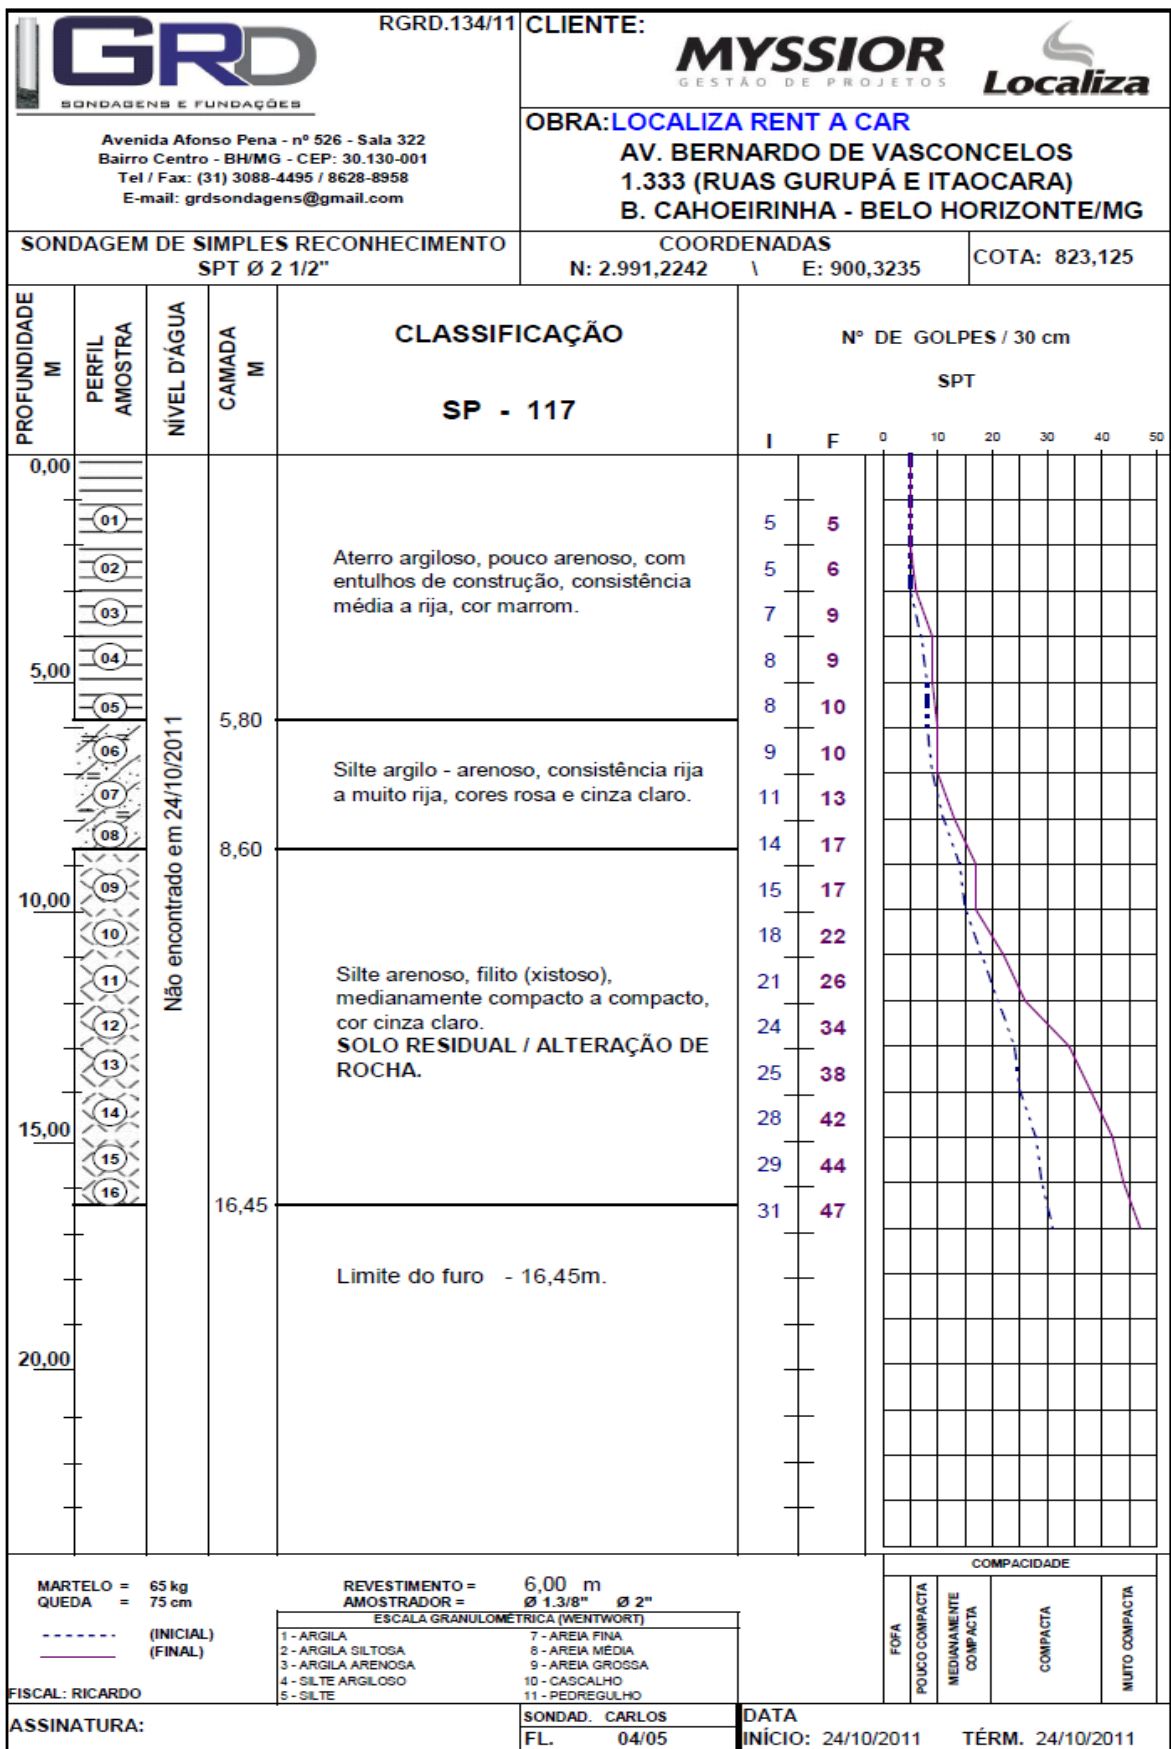 GRD
SONDAGENS E FUNDAÇÕES
RGRD.134/11
Avenida Afonso Pena - nº 526 - Sala 322
Bairro Centro - BH/MG - CEP: 30.130-001
Tel / Fax: (31) 3088-4495 / 8628-8958
E-mail: grdsondagens@gmail.com
CLIENTE:
MYSSIOR
GESTÃO DE PROJETOS
Localiza
OBRA:LOCALIZA RENT A CAR
AV. BERNARDO DE VASCONCELOS
1.333 (RUAS GURUPÁ E ITAOCARA)
B. CAHOEIRINHA - BELO HORIZONTE/MG
SONDAGEM DE SIMPLES RECONHECIMENTO
SPT Ø 2 1/2"
COORDENADAS
N: 2.991,2242 \ E: 900,3235
COTA: 823,125
PROFUNDIDADE
M
PERFIL
AMOSTRA
NÍVEL D'ÁGUA
CAMADA
M
CLASSIFICAÇÃO
SP - 117
Nº DE GOLPES / 30 cm
SPT
I F 0 10 20 30 40 50
0,00
01 5 5
02 5 6
03 7 9
04 8 9
5,00
05 8 10
06 9 10
07 11 13
08 14 17
09 15 17
10,00
10 18 22
11 21 26
12 24 34
13 25 38
14 28 42
15,00
15 29 44
16 31 47
20,00
Não encontrado em 24/10/2011
5,80
8,60
16,45
Aterro argiloso, pouco arenoso, com
entulhos de construção, consistência
média a rija, cor marrom.
Silte argilo - arenoso, consistência rija
a muito rija, cores rosa e cinza claro.
Silte arenoso, filito (xistoso),
medianamente compacto a compacto,
cor cinza claro.
SOLO RESIDUAL / ALTERAÇÃO DE
ROCHA.
Limite do furo - 16,45m.
MARTELO = 65 kg
QUEDA = 75 cm
(INICIAL)
(FINAL)
FISCAL: RICARDO
REVESTIMENTO = 6,00 m
AMOSTRADOR = Ø 1.3/8" Ø 2"
ESCALA GRANULOMÉTRICA (WENTWORT)
1 - ARGILA 7 - AREIA FINA
2 - ARGILA SILTOSA 8 - AREIA MÉDIA
3 - ARGILA ARENOSA 9 - AREIA GROSSA
4 - SILTE ARGILOSO 10 - CASCALHO
5 - SILTE 11 - PEDREGULHO
COMPACIDADE
FOFA
POUCO COMPACTA
MEDIANAMENTE
COMPACTA
COMPACTA
MUITO COMPACTA
ASSINATURA:
SONDAD. CARLOS
FL. 04/05
DATA
INÍCIO: 24/10/2011 TÉRM. 24/10/2011